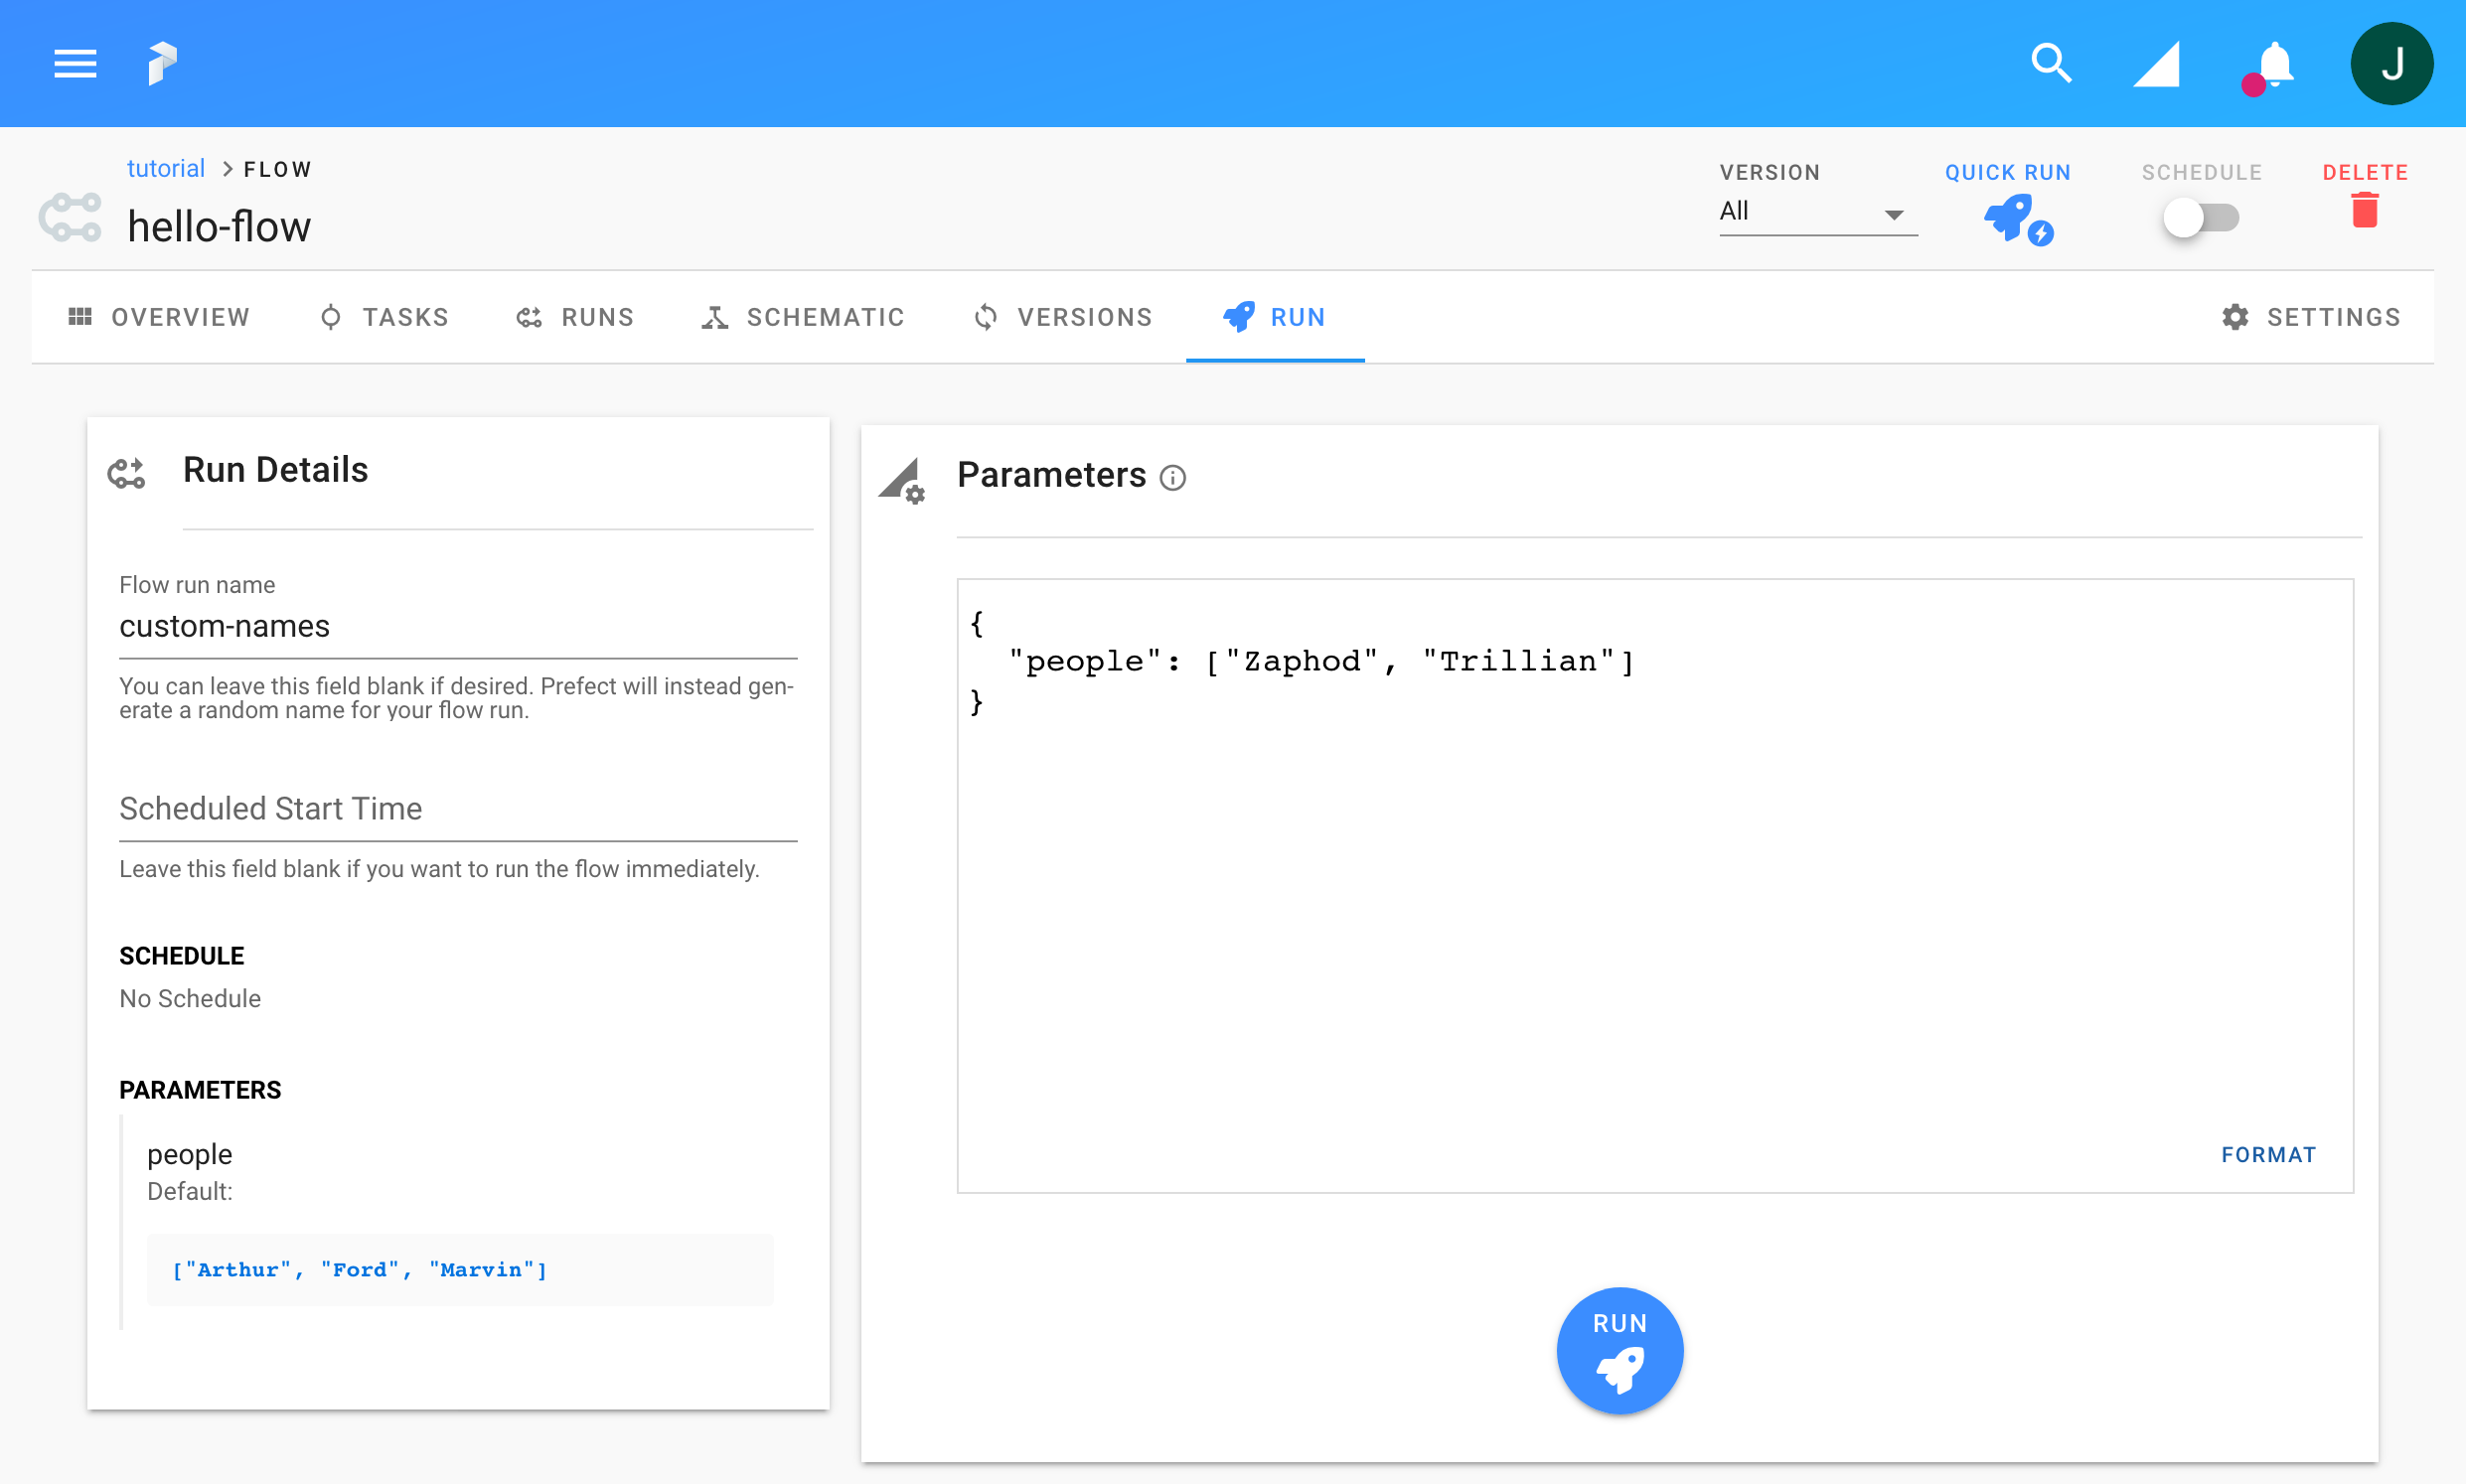 J
tutorial > FLOW
hello-flow
VERSION
All
QUICK RUN
SCHEDULE
DELETE
OVERVIEW
TASKS
RUNS
SCHEMATIC
VERSIONS
RUN
SETTINGS
Run Details
Flow run name
custom-names
You can leave this field blank if desired. Prefect will instead gen-
erate a random name for your flow run.
Scheduled Start Time
Leave this field blank if you want to run the flow immediately.
SCHEDULE
No Schedule
PARAMETERS
people
Default:
["Arthur", "Ford", "Marvin"]
Parameters
{
"people": ["Zaphod", "Trillian"]
}
FORMAT
RUN